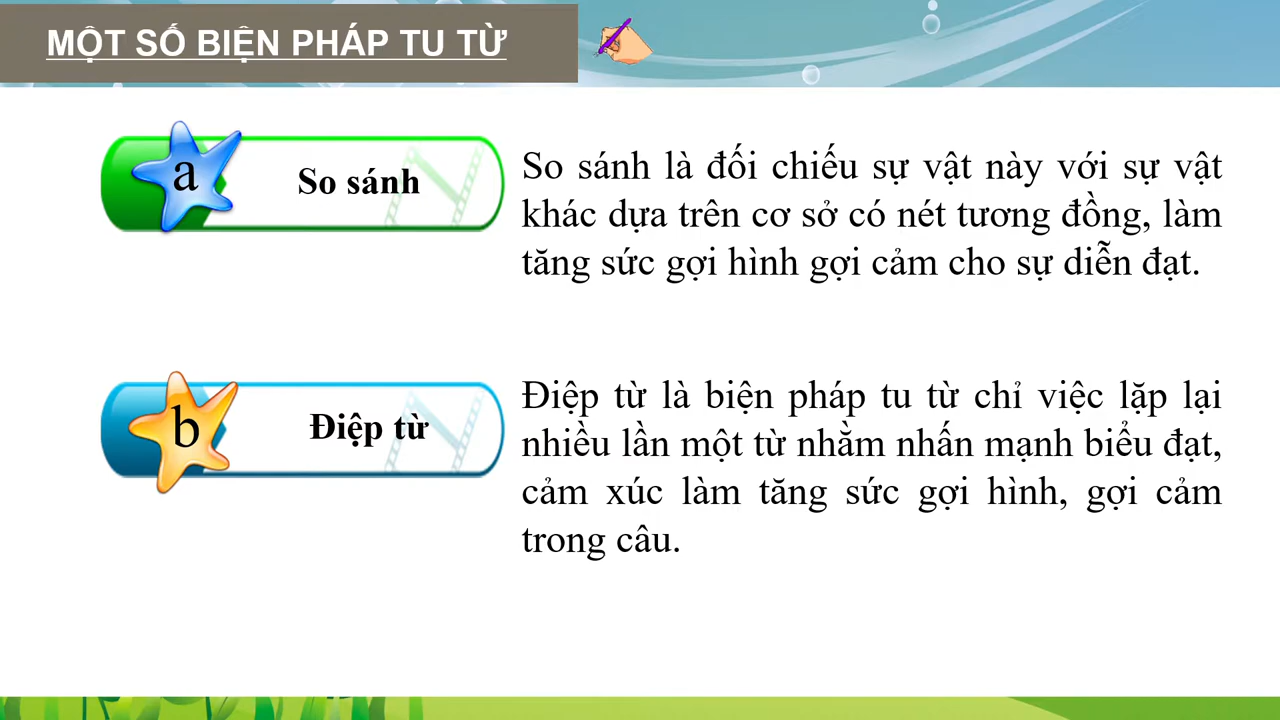 MỘT SỐ BIỆN PHÁP TU TỪ
a
So sánh
So sánh là đối chiếu sự vật này với sự vật
khác dựa trên cơ sở có nét tương đồng, làm
tăng sức gợi hình gợi cảm cho sự diễn đạt.
b
Điệp từ
Điệp từ là biện pháp tu từ chỉ việc lặp lại
nhiều lần một từ nhằm nhấn mạnh biểu đạt,
cảm xúc làm tăng sức gợi hình, gợi cảm
trong câu.